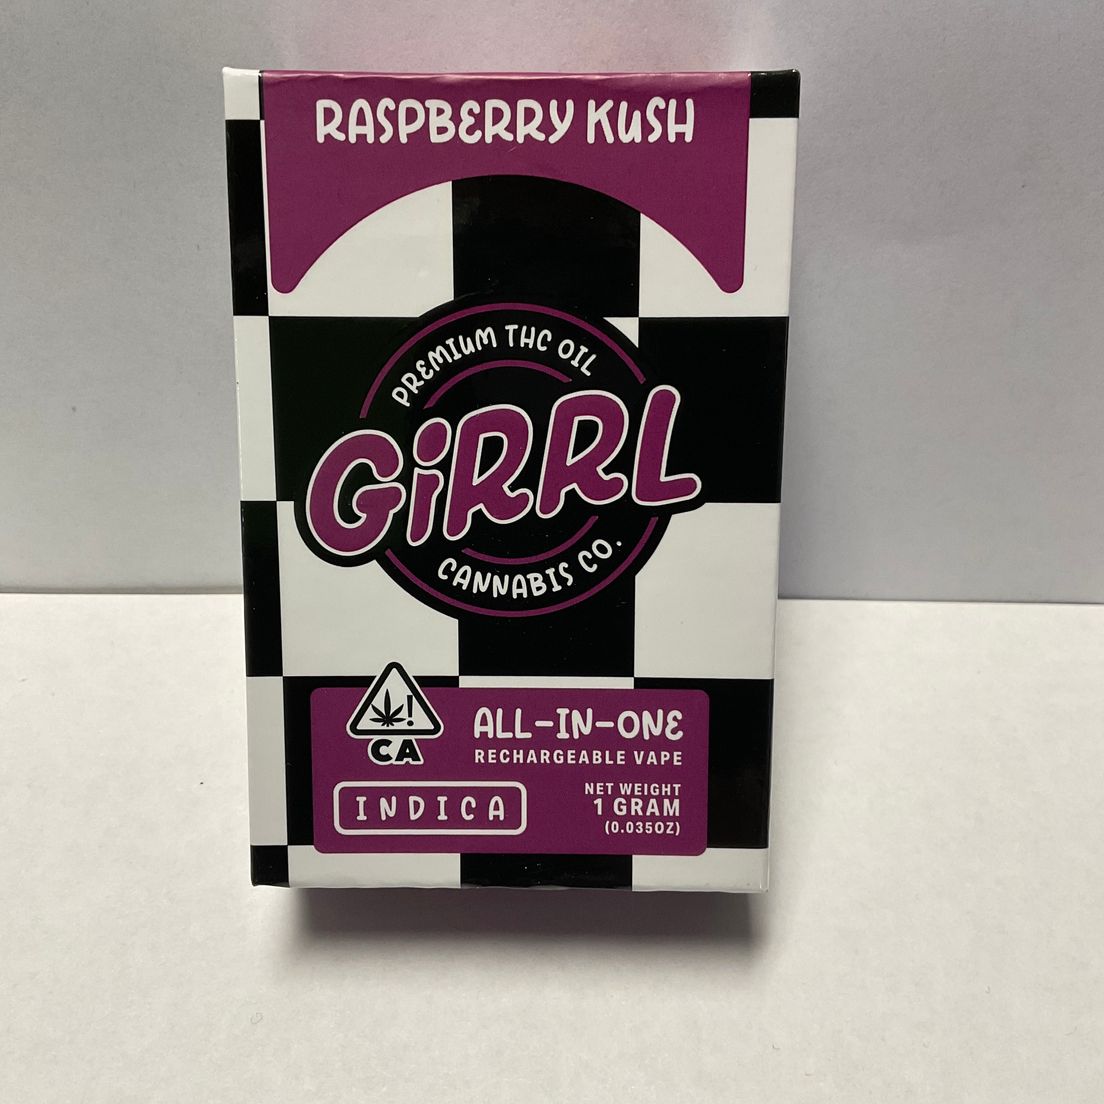 RASPBERRY KUSH
PREMIUM THC OIL
GiRRL
CANNABIS CO.
!
CA
ALL-IN-ONE
RECHARGEABLE VAPE
INDICA
NET WEIGHT
1 GRAM
(0.035OZ)